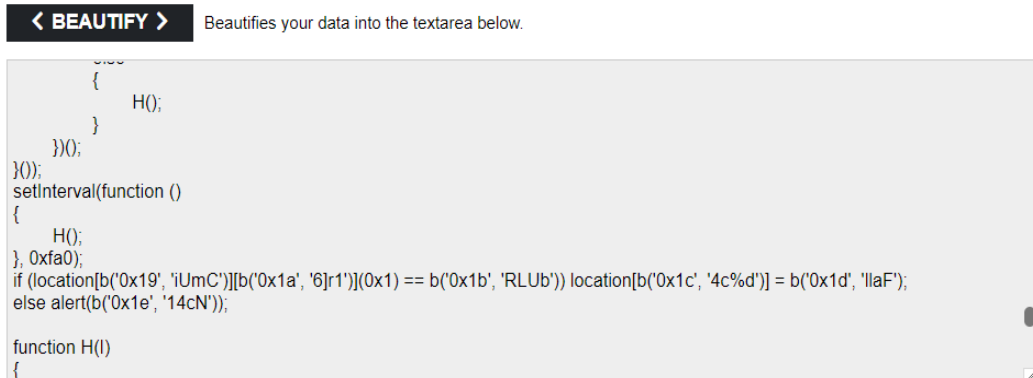 ❮ BEAUTIFY ❯ Beautifies your data into the textarea below.
{
H();
}
})();
}());
setInterval(function ()
{
H();
}, 0xfa0);
if (location[b('0x19', 'iUmC')][b('0x1a', '6]r1')](0x1) == b('0x1b', 'RLUb')) location[b('0x1c', '4c%d')] = b('0x1d', 'llaF');
else alert(b('0x1e', '14cN'));
function H(I)
{